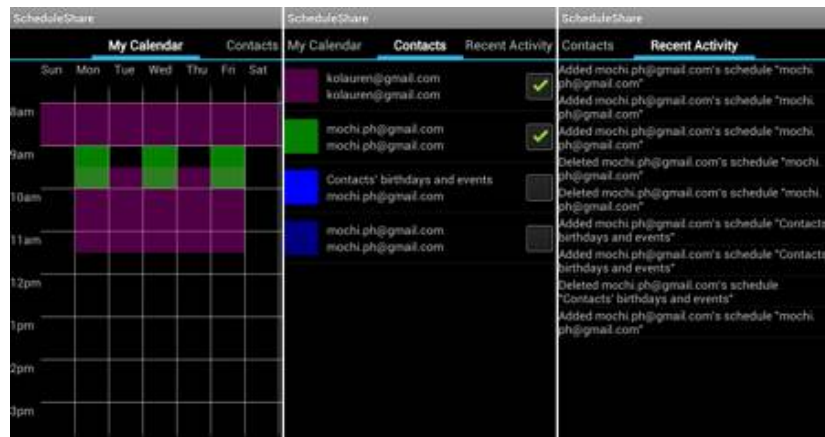 ScheduleShare
My Calendar
Contacts
Sun Mon Tue Wed Thu Fri Sat
8am
9am
10am
11am
12pm
1pm
2pm
3pm
ScheduleShare
My Calendar Contacts Recent Activity
kolauren@gmail.com
kolauren@gmail.com
mochi.ph@gmail.com
mochi.ph@gmail.com
Contacts' birthdays and events
mochi.ph@gmail.com
mochi.ph@gmail.com
mochi.ph@gmail.com
ScheduleShare
Contacts Recent Activity
Added mochi.ph@gmail.com's schedule "mochi.
ph@gmail.com"
Added mochi.ph@gmail.com's schedule "mochi.
ph@gmail.com"
Added mochi.ph@gmail.com's schedule "mochi.
ph@gmail.com"
Deleted mochi.ph@gmail.com's schedule "mochi.
ph@gmail.com"
Deleted mochi.ph@gmail.com's schedule "mochi.
ph@gmail.com"
Added mochi.ph@gmail.com's schedule "Contacts'
birthdays and events"
Added mochi.ph@gmail.com's schedule "Contacts'
birthdays and events"
Deleted mochi.ph@gmail.com's schedule
"Contacts' birthdays and events"
Added mochi.ph@gmail.com's schedule "mochi.
ph@gmail.com"